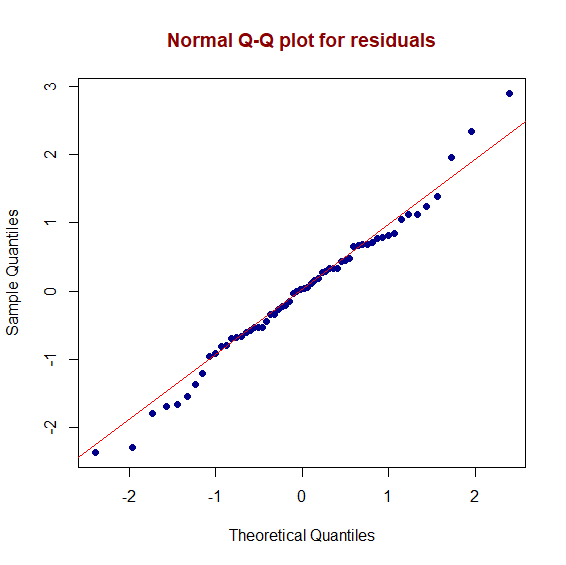 Normal Q-Q plot for residuals
3
2
1
0
-1
-2
Sample Quantiles
-2 -1 0 1 2
Theoretical Quantiles